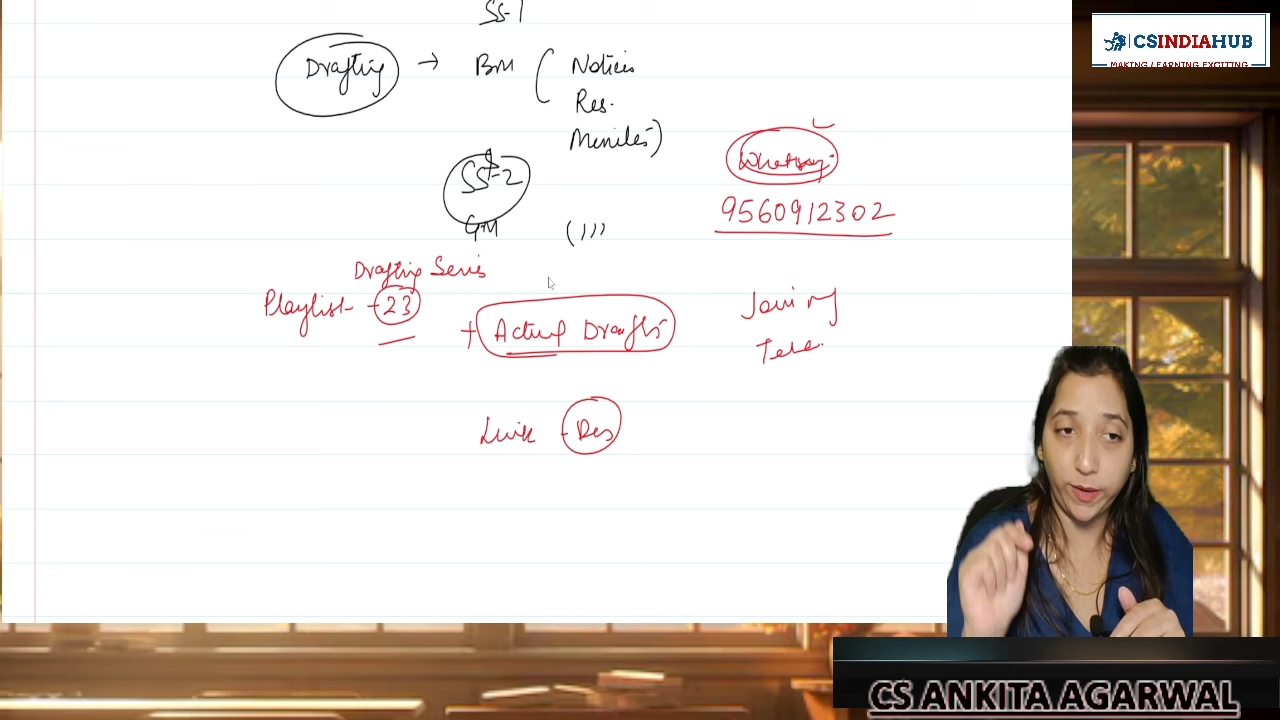 SS-1
Drafting → BM ( Notices
Res.
Minutes)
SS-2
GM ( ) ) )
Whatsapp
9560912302
Drafting Series
Playlist - 23
+ Actual Drafts
Joining
Tele.
Link - Des
CSINDIAHUB
MAKING LEARNING EXCITING
CS ANKITA AGARWAL